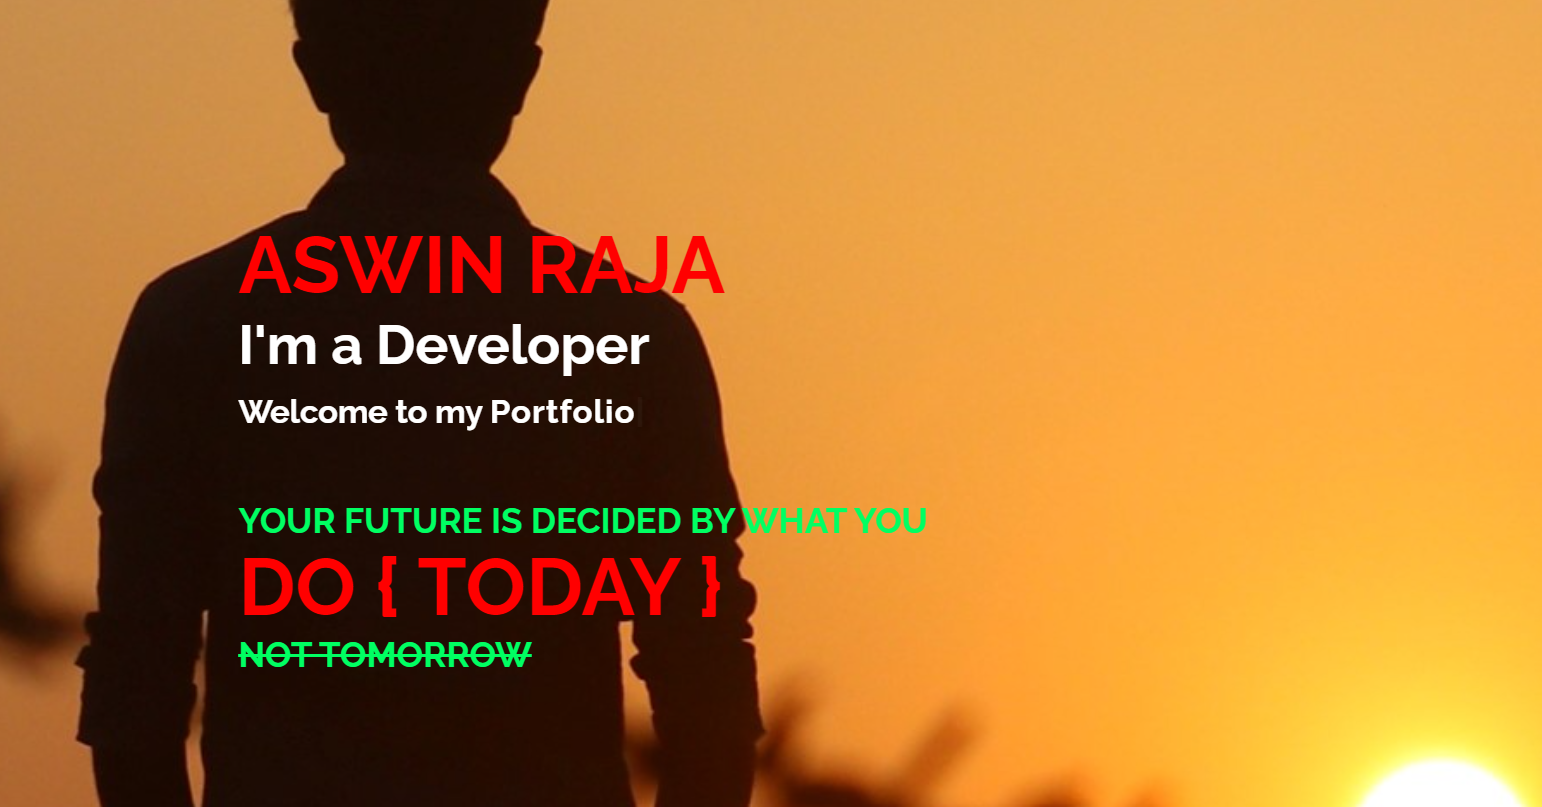 ASWIN RAJA
I'm a Developer
Welcome to my Portfolio
YOUR FUTURE IS DECIDED BY WHAT YOU
DO { TODAY }
NOT TOMORROW